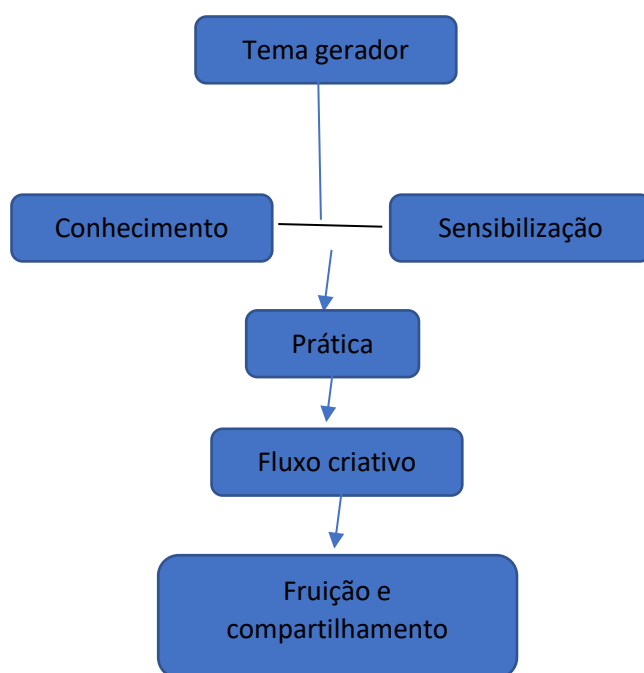 Tema gerador
Conhecimento
Sensibilização
Prática
Fluxo criativo
Fruição e
compartilhamento